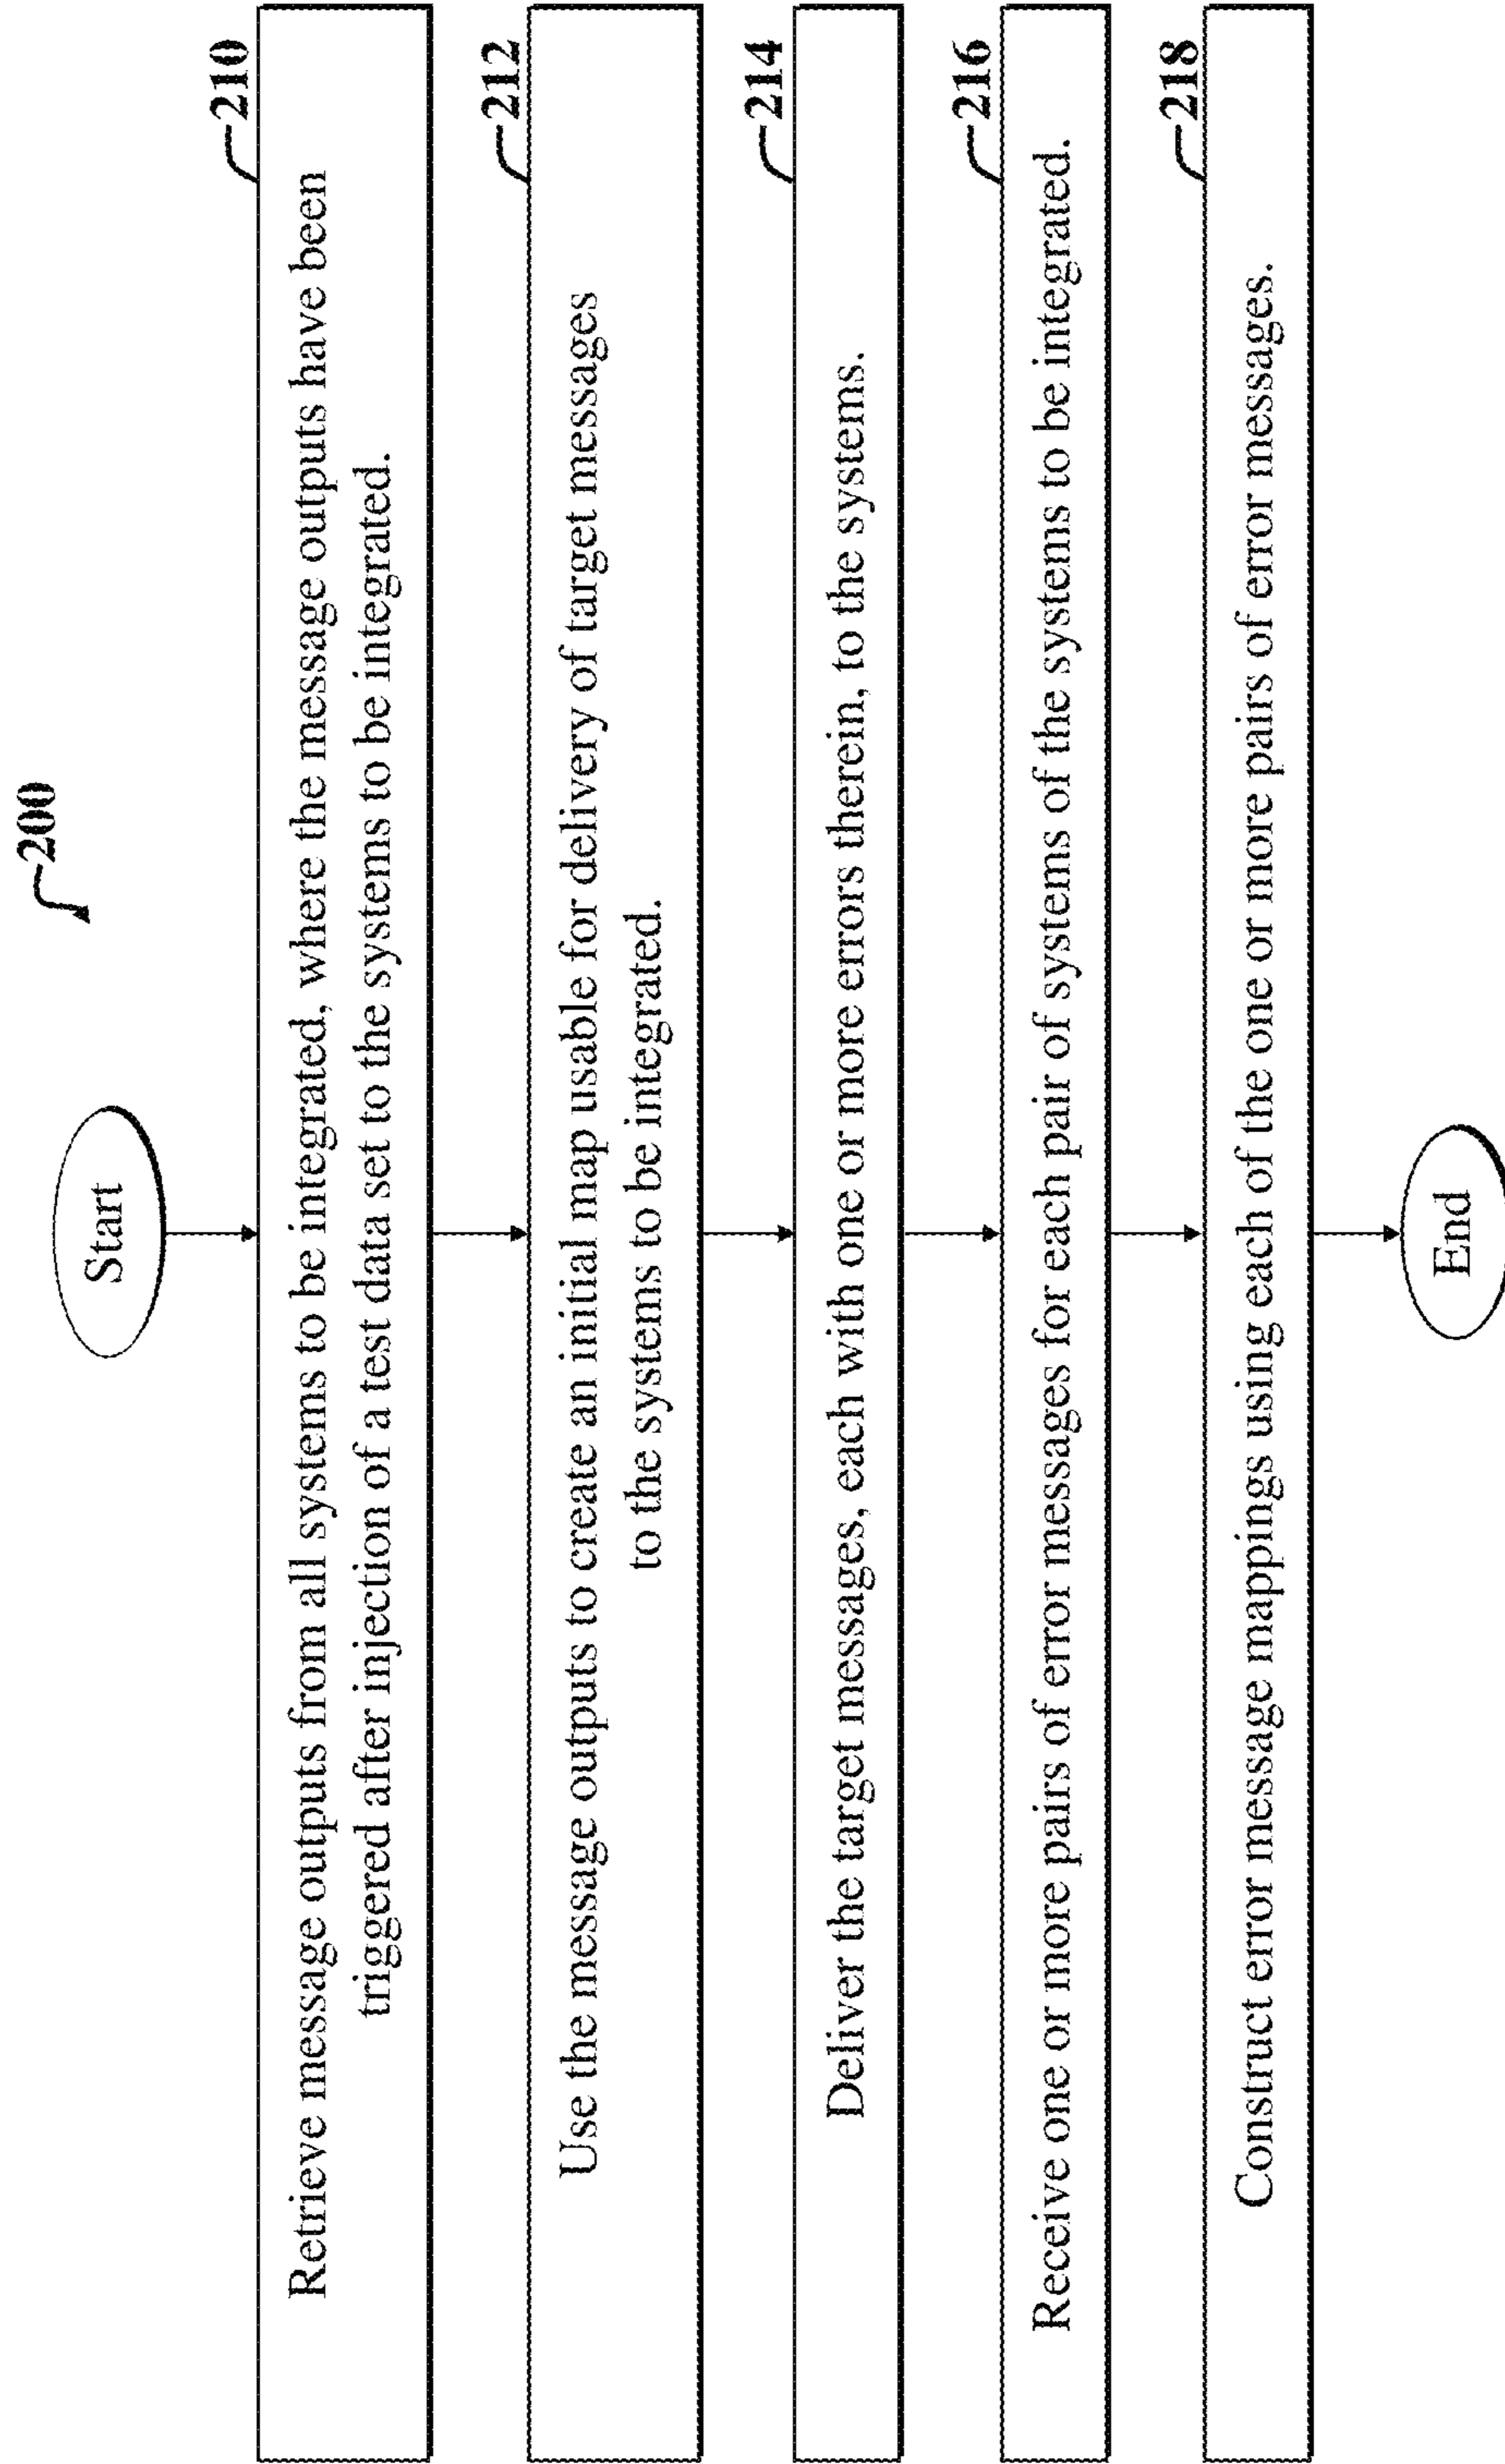 200
Start
210
Retrieve message outputs from all systems to be integrated, where the message outputs have been
triggered after injection of a test data set to the systems to be integrated.
212
Use the message outputs to create an initial map usable for delivery of target messages
to the systems to be integrated.
214
Deliver the target messages, each with one or more errors therein, to the systems.
216
Receive one or more pairs of error messages for each pair of systems of the systems to be integrated.
218
Construct error message mappings using each of the one or more pairs of error messages.
End